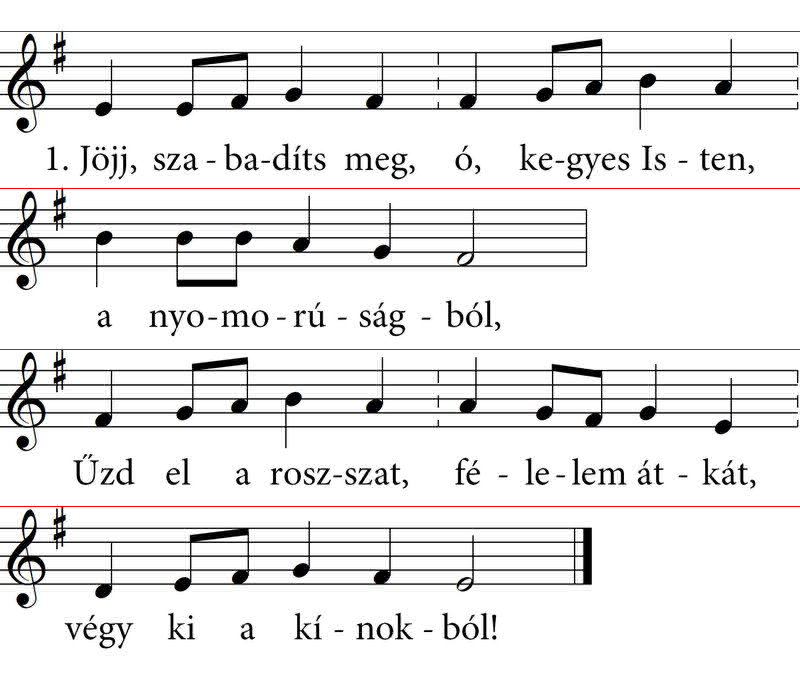 1. Jöjj, sza - ba-díts meg, ó, ke-gyes Is - ten,
a nyo-mo - rú - ság - ból,
Űzd el a rosz-szat, fé - le-lem át - kát,
végy ki a kí - nok - ból!